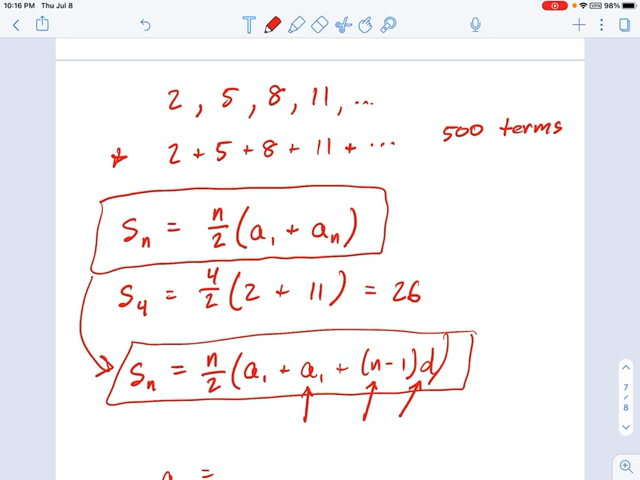 10:16 PM Thu Jul 8 98%
2, 5, 8, 11, ...
500 terms
* 2 + 5 + 8 + 11 + ...
Sₙ = n/2 (a₁ + aₙ)
S₄ = 4/2 (2 + 11) = 26
Sₙ = n/2 (a₁ + a₁ + (n-1)d)
7 / 8